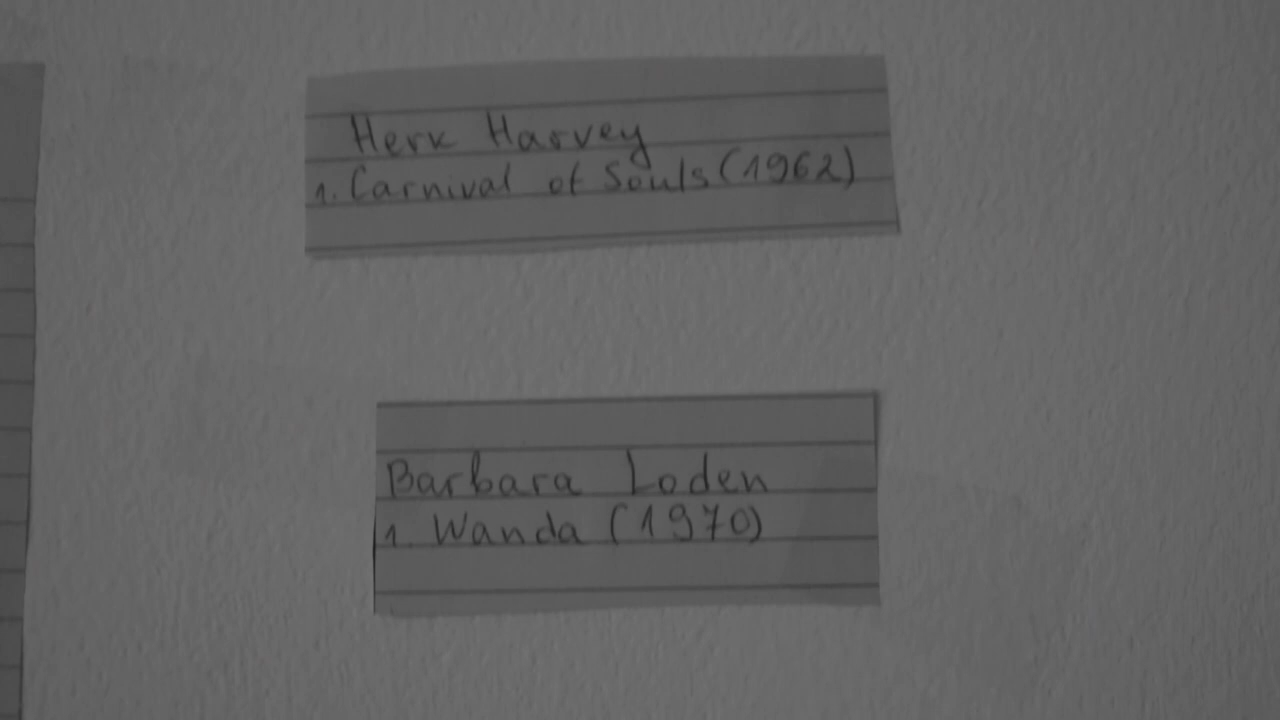 Herk Harvey
1. Carnival of Souls (1962)
Barbara Loden
1. Wanda (1970)